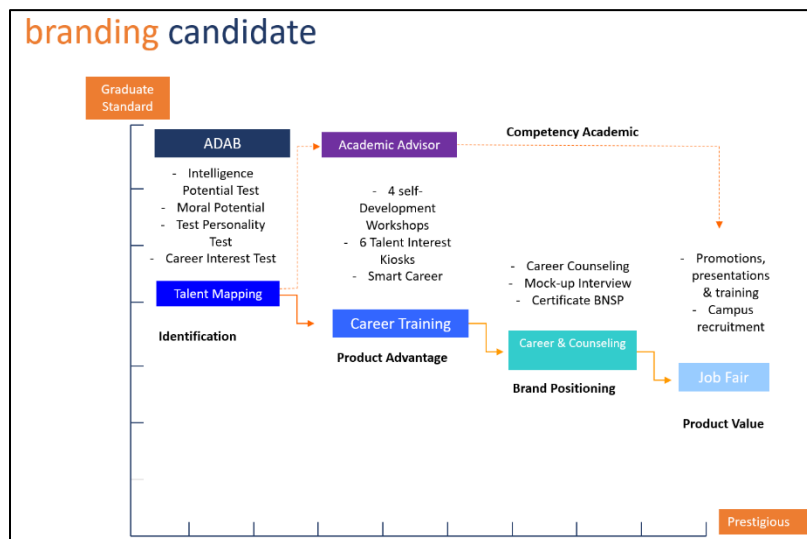 branding candidate
Graduate
Standard
ADAB
- Intelligence
Potential Test
- Moral Potential
- Test Personality
Test
- Career Interest Test
Talent Mapping
Identification
Academic Advisor
- 4 self-
Development
Workshops
- 6 Talent Interest
Kiosks
- Smart Career
Career Training
Product Advantage
Competency Academic
- Career Counseling
- Mock-up Interview
- Certificate BNSP
Career & Counseling
Brand Positioning
- Promotions,
presentations
& training
- Campus
recruitment
Job Fair
Product Value
Prestigious